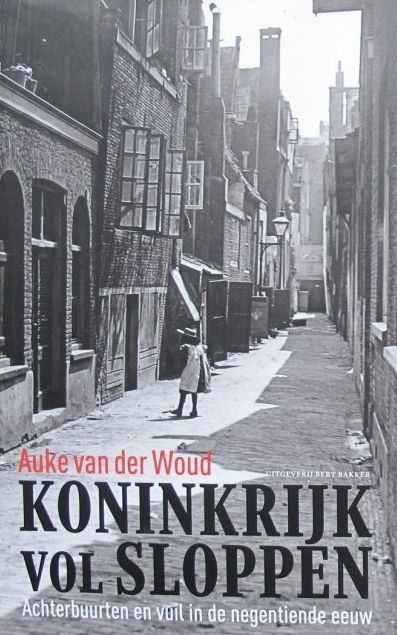 Auke van der Woud
UITGEVERIJ BERT BAKKER
KONINKRIJK
VOL SLOPPEN
Achterbuurten en vuil in de negentiende eeuw